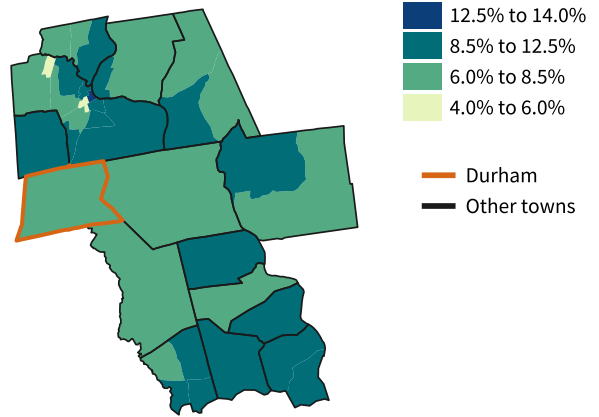 12.5% to 14.0%
8.5% to 12.5%
6.0% to 8.5%
4.0% to 6.0%
Durham
Other towns